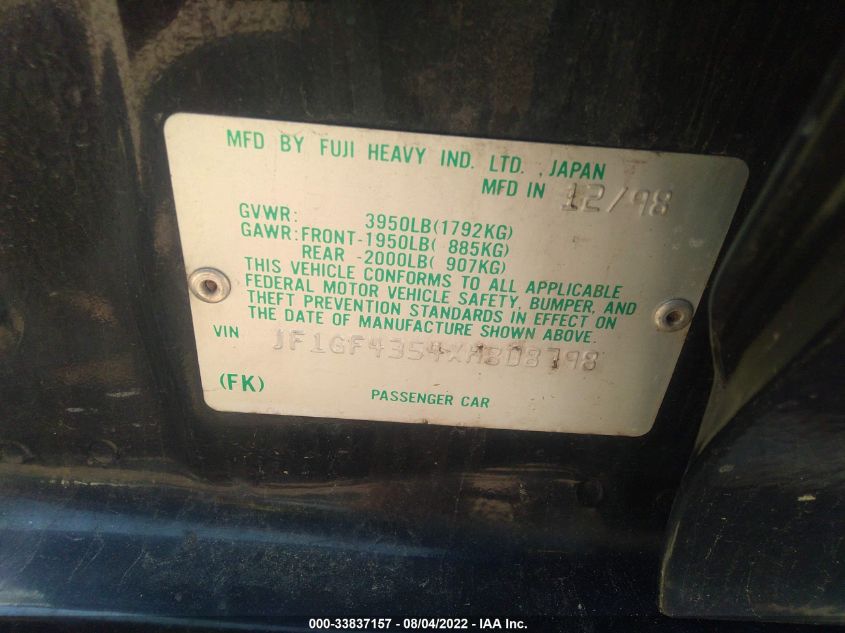 MFD BY FUJI HEAVY IND. LTD. , JAPAN
MFD IN 12/98
GVWR: 3950LB(1792KG)
GAWR:FRONT-1950LB( 885KG)
REAR -2000LB( 907KG)
THIS VEHICLE CONFORMS TO ALL APPLICABLE
FEDERAL MOTOR VEHICLE SAFETY, BUMPER, AND
THEFT PREVENTION STANDARDS IN EFFECT ON
THE DATE OF MANUFACTURE SHOWN ABOVE.
VIN JF1GF4354XH808798
(FK) PASSENGER CAR
000-33837157 - 08/04/2022 - IAA Inc.